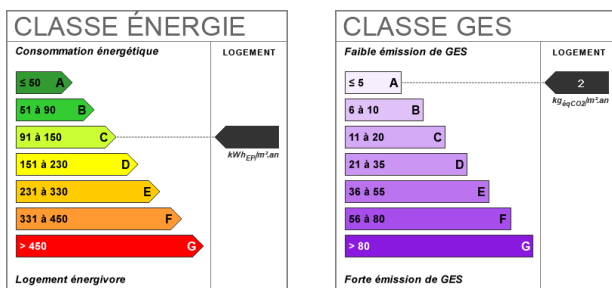 CLASSE ÉNERGIE
Consommation énergétique
LOGEMENT
≤ 50 A
51 à 90 B
91 à 150 C
kWhEP/m².an
151 à 230 D
231 à 330 E
331 à 450 F
> 450 G
Logement énergivore
CLASSE GES
Faible émission de GES
LOGEMENT
≤ 5 A
2
kgéqCO2/m².an
6 à 10 B
11 à 20 C
21 à 35 D
36 à 55 E
56 à 80 F
> 80 G
Forte émission de GES